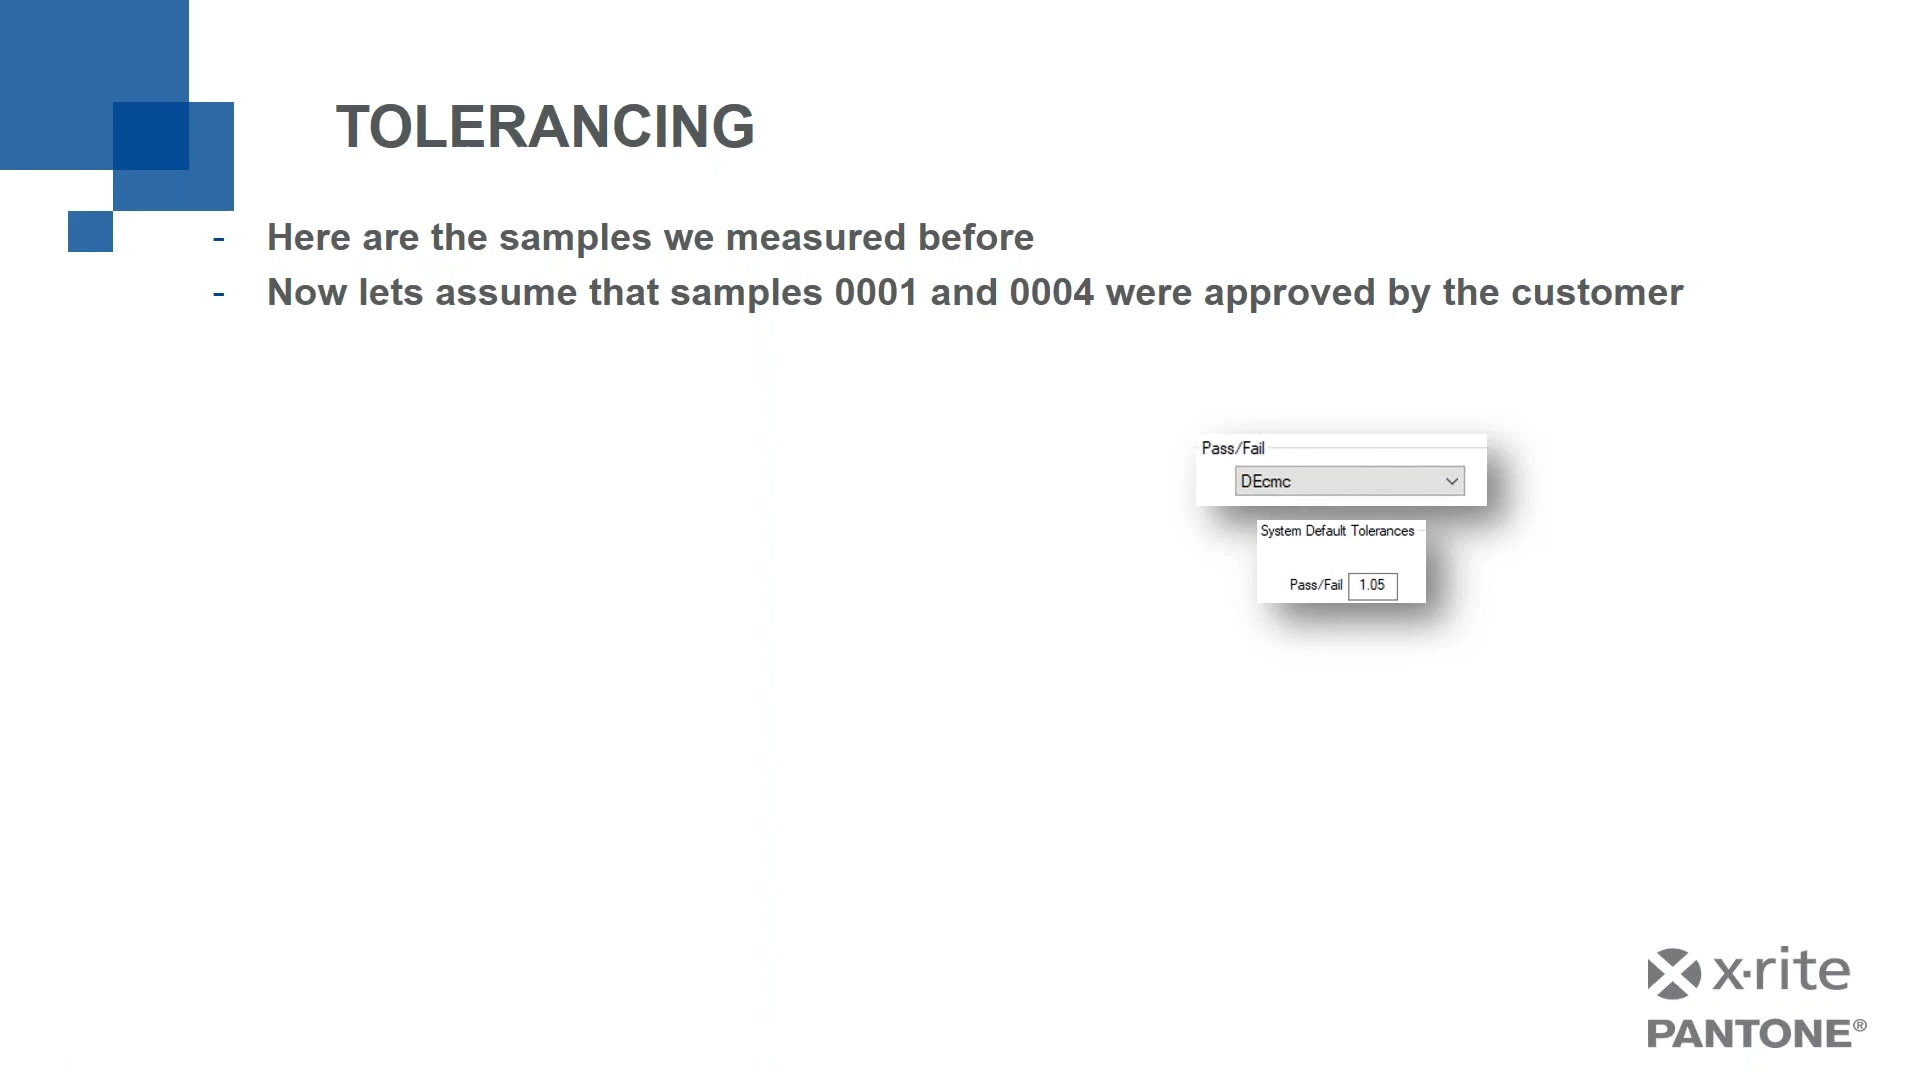 TOLERANCING
- Here are the samples we measured before
- Now lets assume that samples 0001 and 0004 were approved by the customer
Pass/Fail
DEcmc
System Default Tolerances
Pass/Fail 1.05
x·rite
PANTONE®